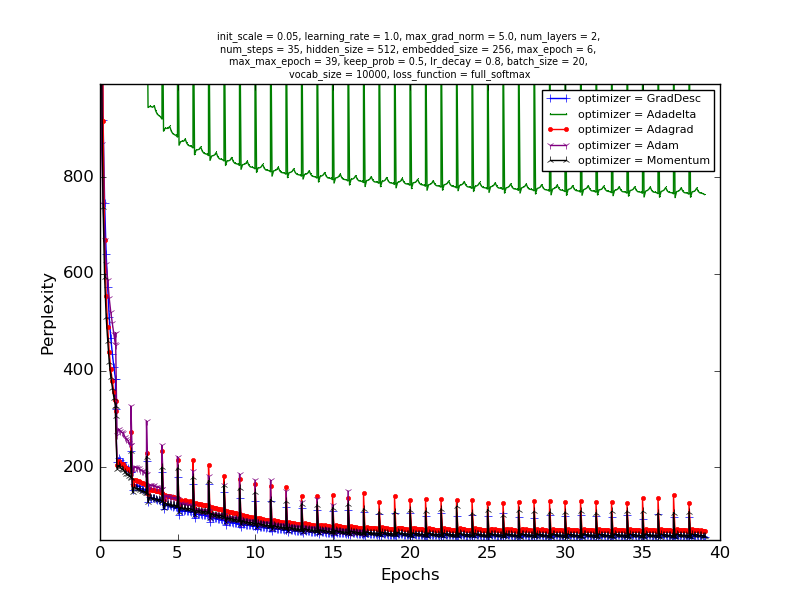 init_scale = 0.05, learning_rate = 1.0, max_grad_norm = 5.0, num_layers = 2,
num_steps = 35, hidden_size = 512, embedded_size = 256, max_epoch = 6,
max_max_epoch = 39, keep_prob = 0.5, lr_decay = 0.8, batch_size = 20,
vocab_size = 10000, loss_function = full_softmax
optimizer = GradDesc
optimizer = Adadelta
optimizer = Adagrad
optimizer = Adam
optimizer = Momentum
800
600
400
200
Perplexity
0 5 10 15 20 25 30 35 40
Epochs